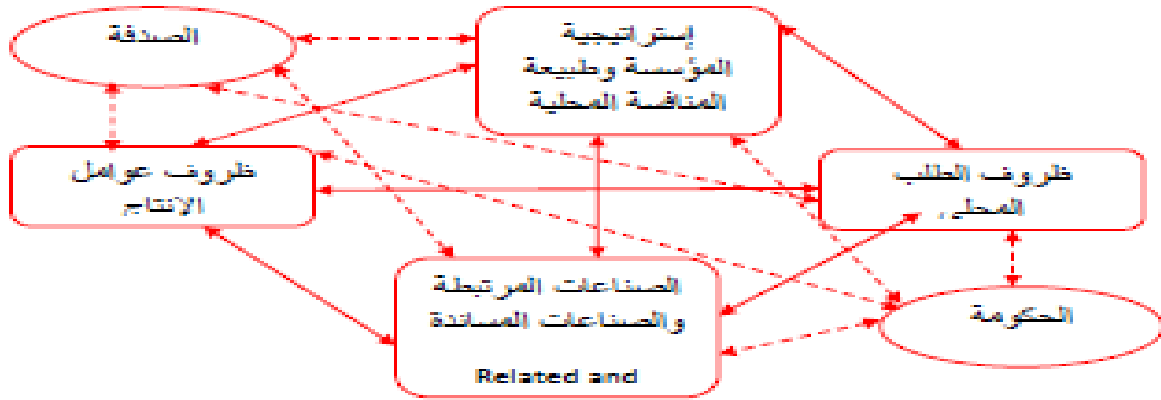 الصدفة
إستراتيجية
المؤسسة وطبيعة
المنافسة المحلية
ظروف عوامل
الإنتاج
ظروف الطلب
المحلي
الصناعات المرتبطة
والصناعات المساندة
Related and
الحكومة